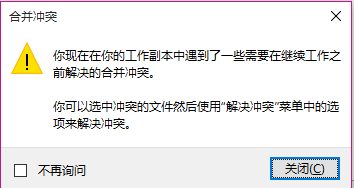 合并冲突
你现在在你的工作副本中遇到了一些需要在继续工作之
前解决的合并冲突。
你可以选中冲突的文件然后使用“解决冲突”菜单中的选
项来解决冲突。
不再询问
关闭(C)